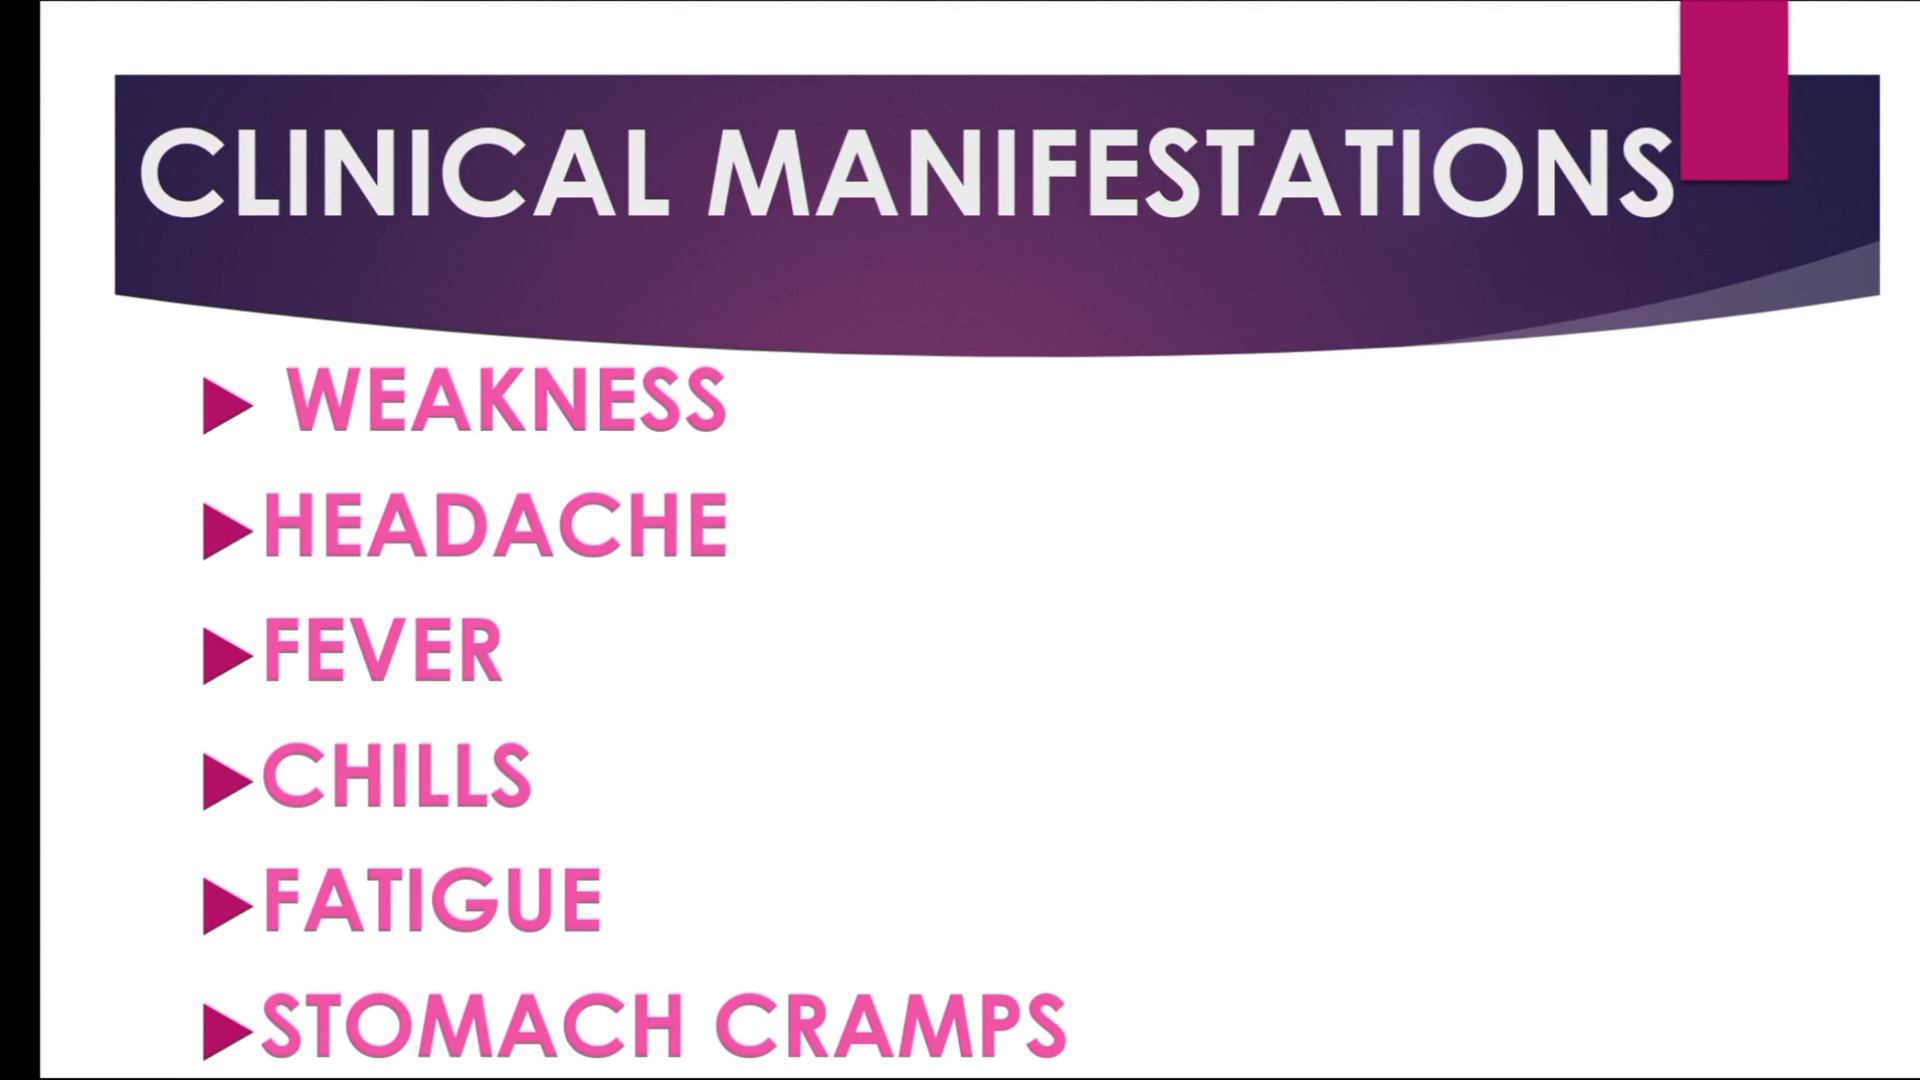 CLINICAL MANIFESTATIONS
WEAKNESS
HEADACHE
FEVER
CHILLS
FATIGUE
STOMACH CRAMPS